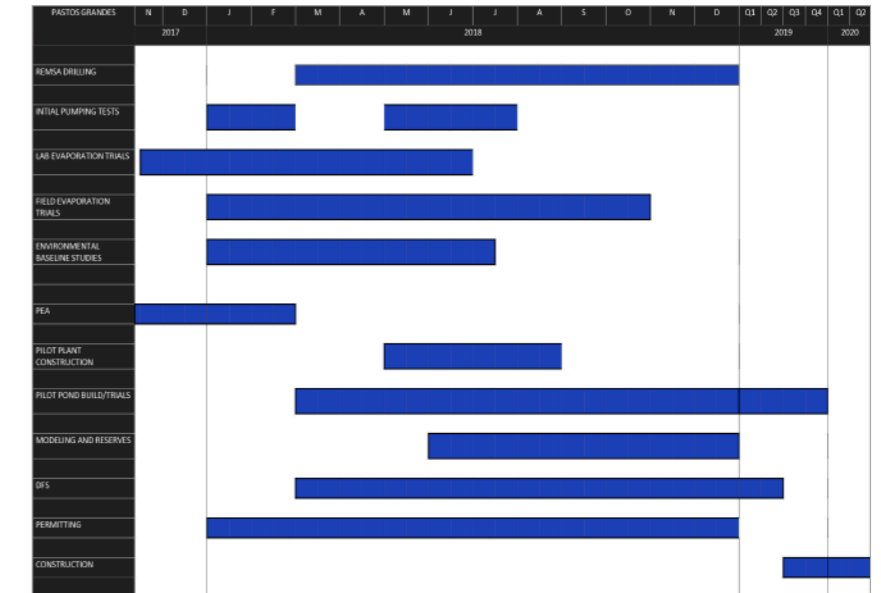 PASTOS GRANDES N D J F M A M J J A S O N D Q1 Q2 Q3 Q4 Q1 Q2
2017 2018 2019 2020
REMSA DRILLING
INTIAL PUMPING TESTS
LAB EVAPORATION TRIALS
FIELD EVAPORATION
TRIALS
ENVIRONMENTAL
BASELINE STUDIES
PEA
PILOT PLANT
CONSTRUCTION
PILOT POND BUILD/TRIALS
MODELING AND RESERVES
DFS
PERMITTING
CONSTRUCTION